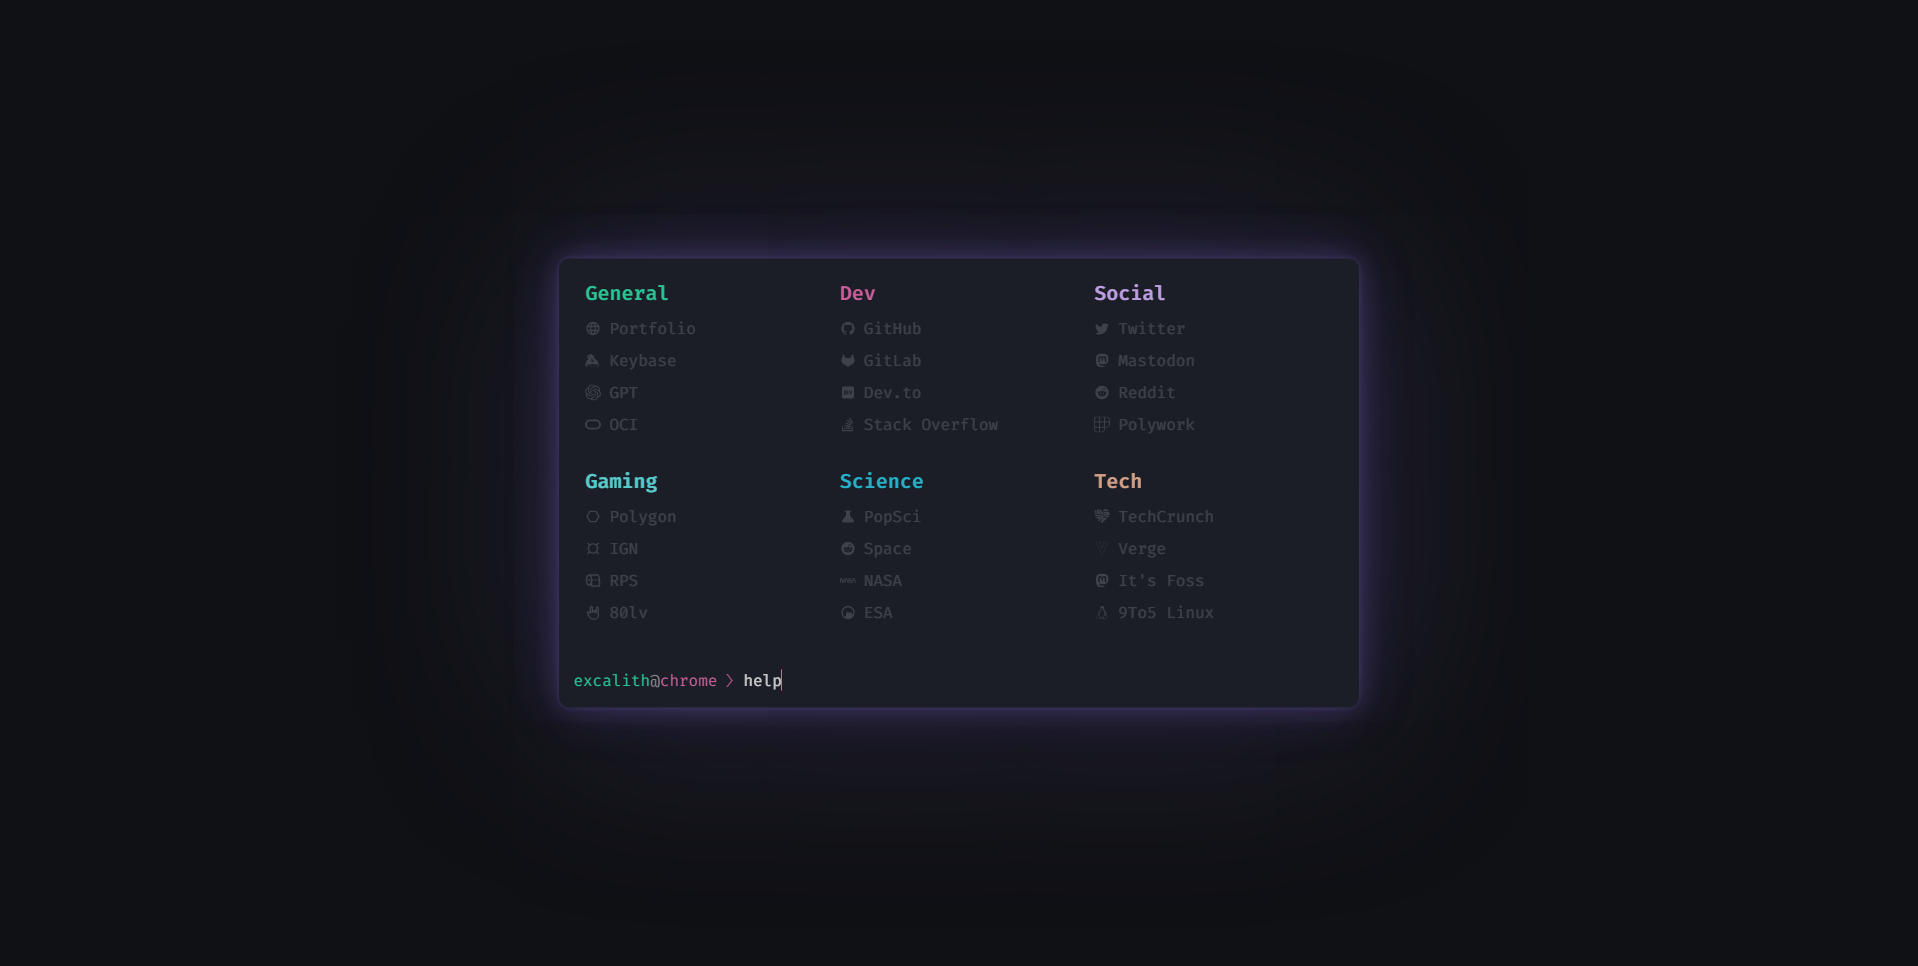 General
Portfolio
Keybase
GPT
OCI
Dev
GitHub
GitLab
Dev.to
Stack Overflow
Social
Twitter
Mastodon
Reddit
Polywork
Gaming
Polygon
IGN
RPS
80lv
Science
PopSci
Space
NASA
ESA
Tech
TechCrunch
Verge
It's Foss
9To5 Linux
excalith@chrome > help